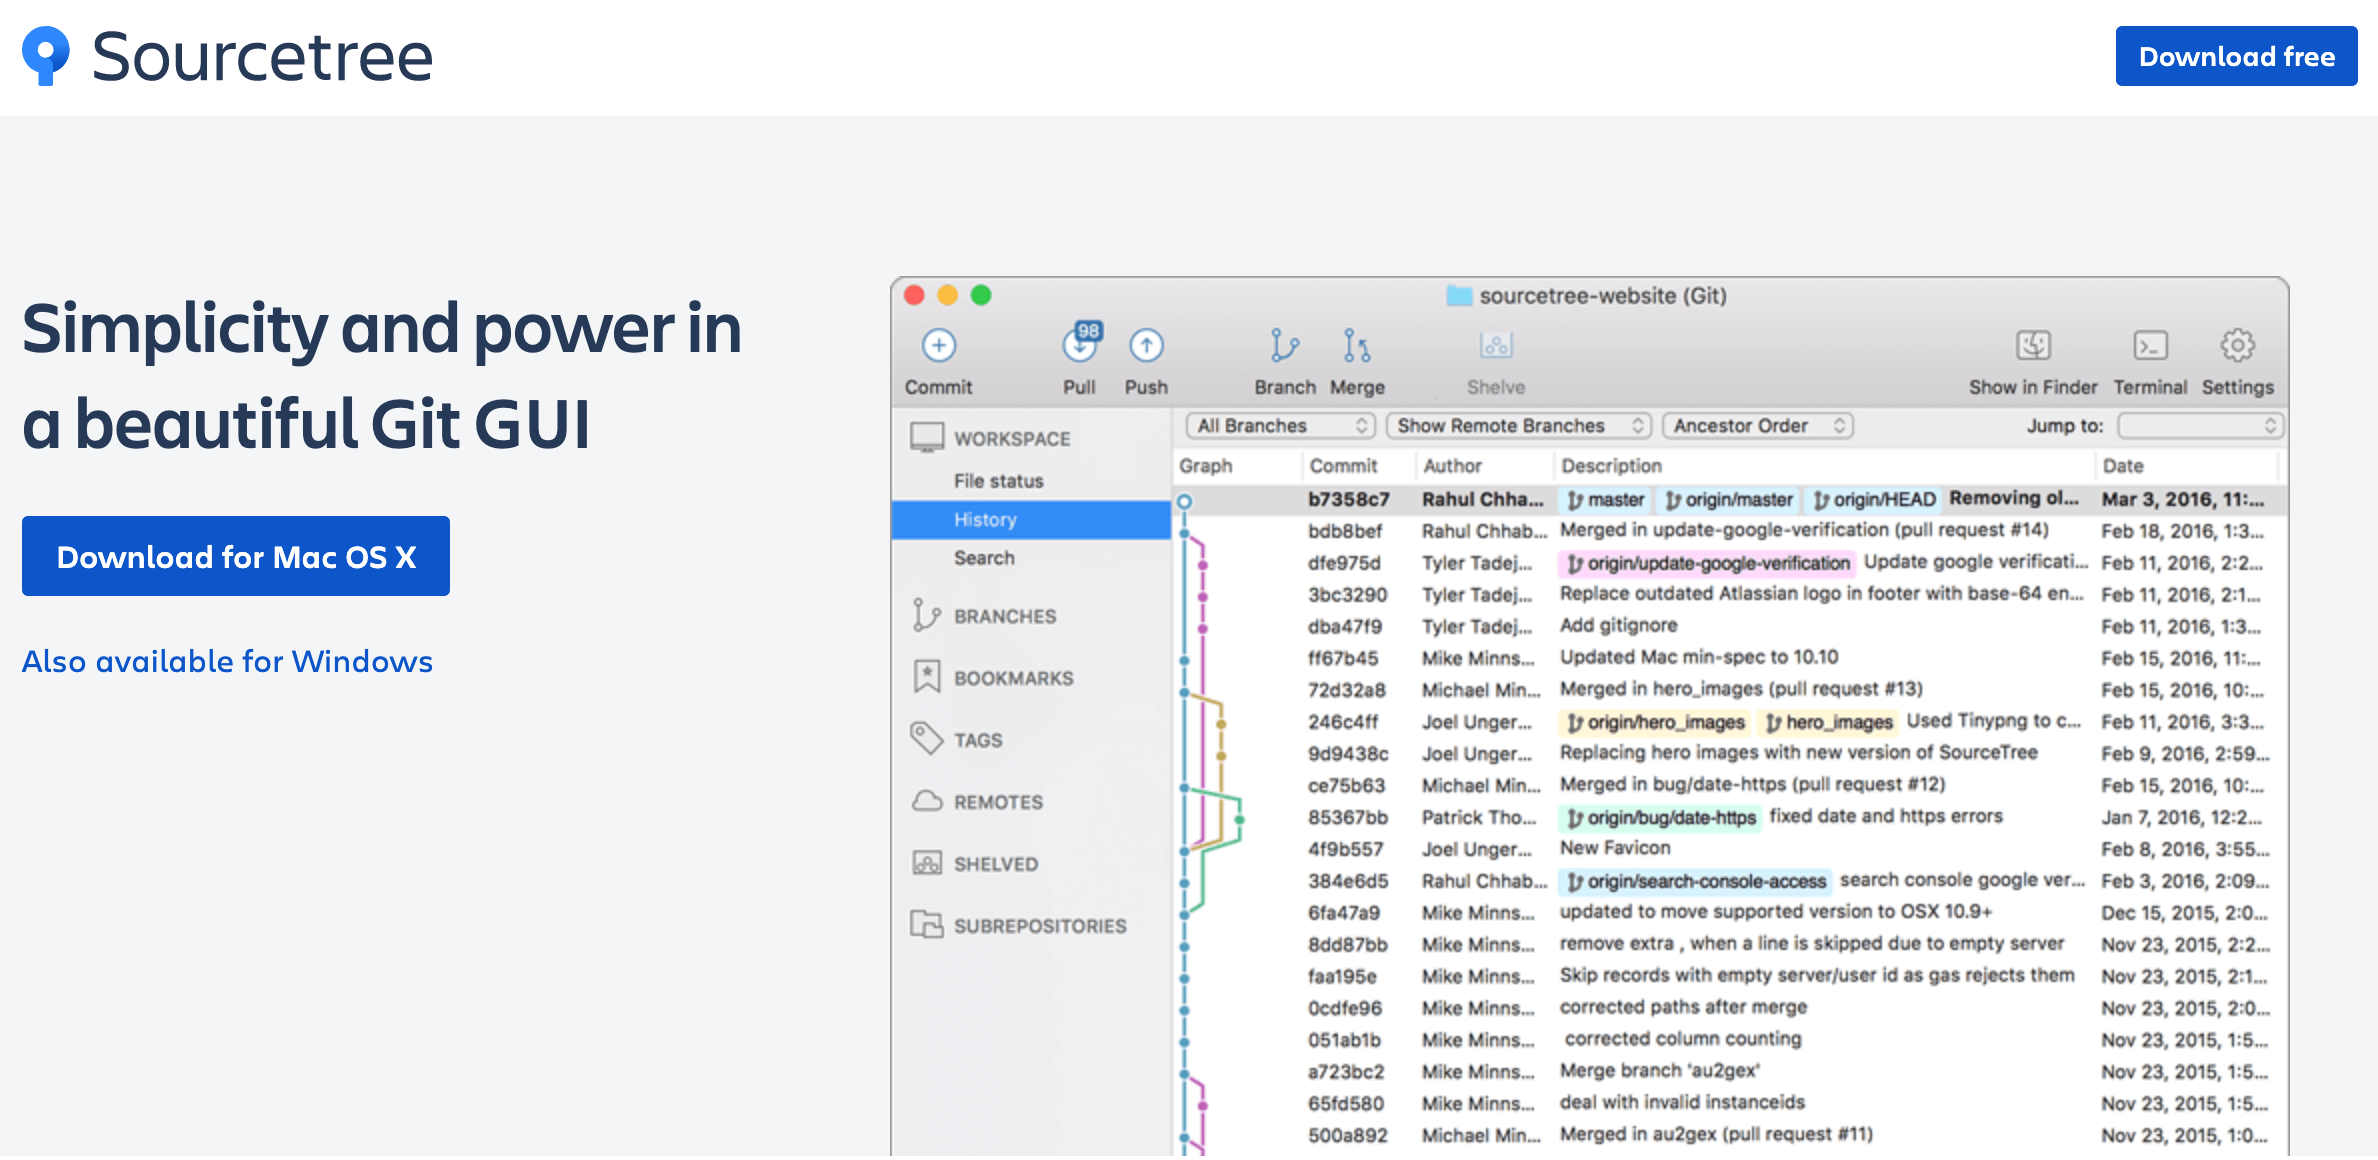 Sourcetree
Download free
Simplicity and power in
a beautiful Git GUI
Download for Mac OS X
Also available for Windows
sourcetree-website (Git)
98
Commit Pull Push Branch Merge Shelve Show in Finder Terminal Settings
All Branches Show Remote Branches Ancestor Order Jump to:
WORKSPACE
File status
History
Search
BRANCHES
BOOKMARKS
TAGS
REMOTES
SHELVED
SUBREPOSITORIES
Graph Commit Author Description Date
b7358c7 Rahul Chha... master origin/master origin/HEAD Removing ol... Mar 3, 2016, 11:...
bdb8bef Rahul Chhab... Merged in update-google-verification (pull request #14) Feb 18, 2016, 1:3...
dfe975d Tyler Tadej... origin/update-google-verification Update google verificati... Feb 11, 2016, 2:2...
3bc3290 Tyler Tadej... Replace outdated Atlassian logo in footer with base-64 en... Feb 11, 2016, 2:1...
dba47f9 Tyler Tadej... Add gitignore Feb 11, 2016, 1:3...
ff67b45 Mike Minns... Updated Mac min-spec to 10.10 Feb 15, 2016, 11:...
72d32a8 Michael Min... Merged in hero_images (pull request #13) Feb 15, 2016, 10:...
246c4ff Joel Unger... origin/hero_images hero_images Used Tinypng to c... Feb 11, 2016, 3:3...
9d9438c Joel Unger... Replacing hero images with new version of SourceTree Feb 9, 2016, 2:59...
ce75b63 Michael Min... Merged in bug/date-https (pull request #12) Feb 15, 2016, 10:...
85367bb Patrick Tho... origin/bug/date-https fixed date and https errors Jan 7, 2016, 12:2...
4f9b557 Joel Unger... New Favicon Feb 8, 2016, 3:55...
384e6d5 Rahul Chhab... origin/search-console-access search console google ver... Feb 3, 2016, 2:09...
6fa47a9 Mike Minns... updated to move supported version to OSX 10.9+ Dec 15, 2015, 2:0...
8dd87bb Mike Minns... remove extra , when a line is skipped due to empty server Nov 23, 2015, 2:2...
faa195e Mike Minns... Skip records with empty server/user id as gas rejects them Nov 23, 2015, 2:1...
0cdfe96 Mike Minns... corrected paths after merge Nov 23, 2015, 2:0...
051ab1b Mike Minns... corrected column counting Nov 23, 2015, 1:5...
a723bc2 Mike Minns... Merge branch 'au2gex' Nov 23, 2015, 1:5...
65fd580 Mike Minns... deal with invalid instanceids Nov 23, 2015, 1:5...
500a892 Michael Min... Merged in au2gex (pull request #11) Nov 23, 2015, 1:0...